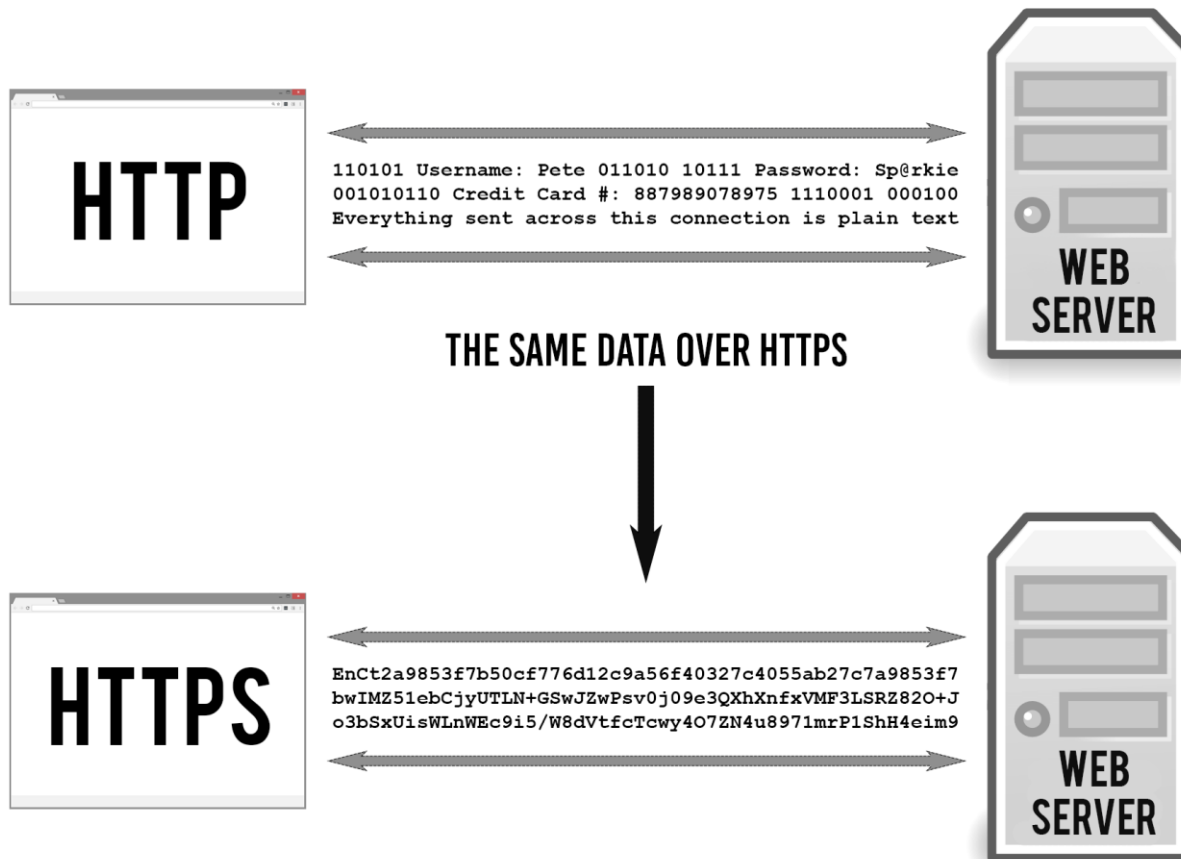 HTTP
110101 Username: Pete 011010 10111 Password: Sp@rkie
001010110 Credit Card #: 887989078975 1110001 000100
Everything sent across this connection is plain text
WEB
SERVER
THE SAME DATA OVER HTTPS
HTTPS
EnCt2a9853f7b50cf776d12c9a56f40327c4055ab27c7a9853f7
bwIMZ51ebCjyUTLN+GSwJZwPsv0j09e3QXhXnfxVMF3LSRZ82O+J
o3bSxUisWLnWEc9i5/W8dVtfcTcwy4O7ZN4u8971mrP1ShH4eim9
WEB
SERVER